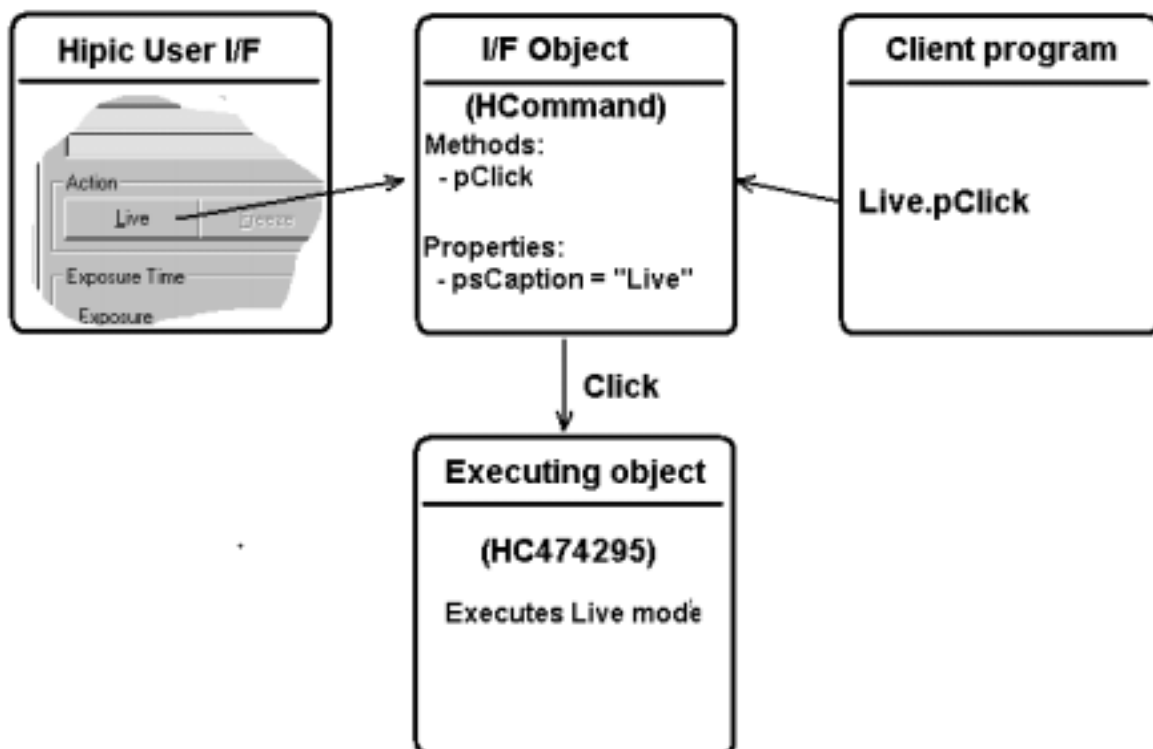 Hipic User I/F
Action
Live
Freeze
Exposure Time
Exposure
I/F Object
(HCommand)
Methods:
- pClick
Properties:
- psCaption = "Live"
Client program
Live.pClick
Click
Executing object
(HC474295)
Executes Live mode